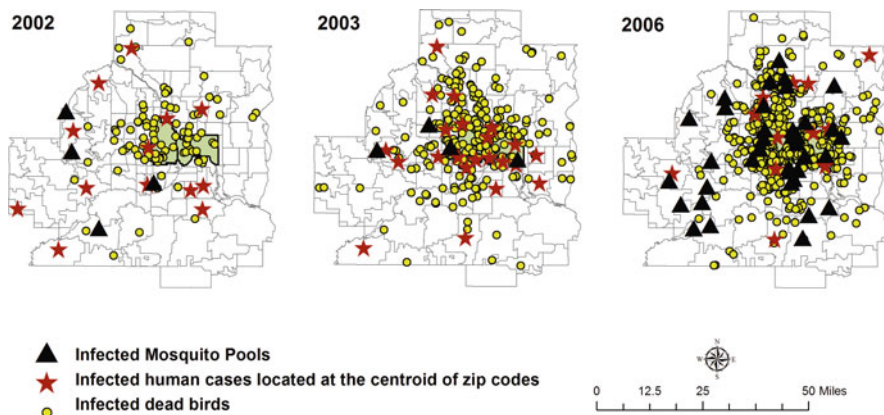 2002
2003
2006
Infected Mosquito Pools
Infected human cases located at the centroid of zip codes
Infected dead birds
N
W E
S
0 12.5 25 50 Miles